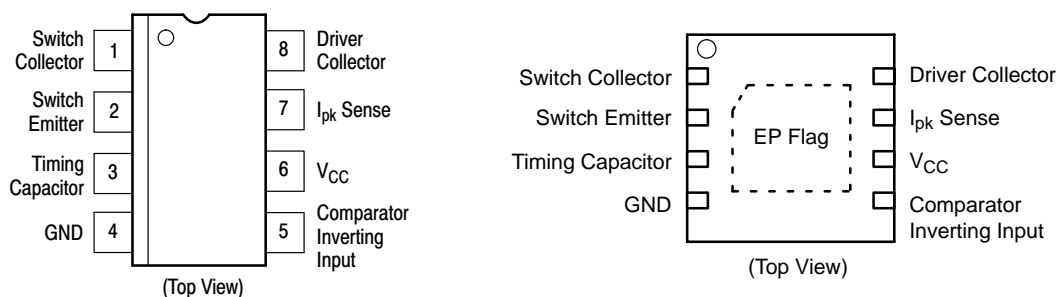 Switch
Collector
1
8
Driver
Collector
Switch
Emitter
2
7
Ipk Sense
Timing
Capacitor
3
6
VCC
GND
4
5
Comparator
Inverting
Input
(Top View)
Switch Collector
Driver Collector
Switch Emitter
Ipk Sense
EP Flag
Timing Capacitor
VCC
GND
Comparator
Inverting Input
(Top View)